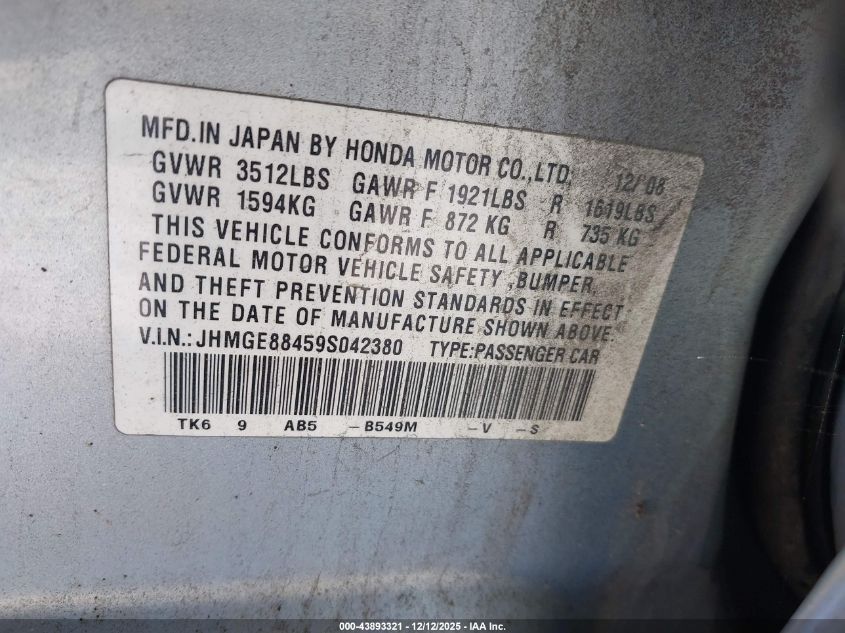 MFD.IN JAPAN BY HONDA MOTOR CO.,LTD. 12/08
GVWR 3512LBS GAWR F 1921LBS R 1619LBS
GVWR 1594KG GAWR F 872 KG R 735 KG
THIS VEHICLE CONFORMS TO ALL APPLICABLE
FEDERAL MOTOR VEHICLE SAFETY ,BUMPER,
AND THEFT PREVENTION STANDARDS IN EFFECT
ON THE DATE OF MANUFACTURE SHOWN ABOVE.
V.I.N.: JHMGE88459S042380 TYPE:PASSENGER CAR
TK6 9 AB5 -B549M -V -S
000-43893321 - 12/12/2025 - IAA Inc.